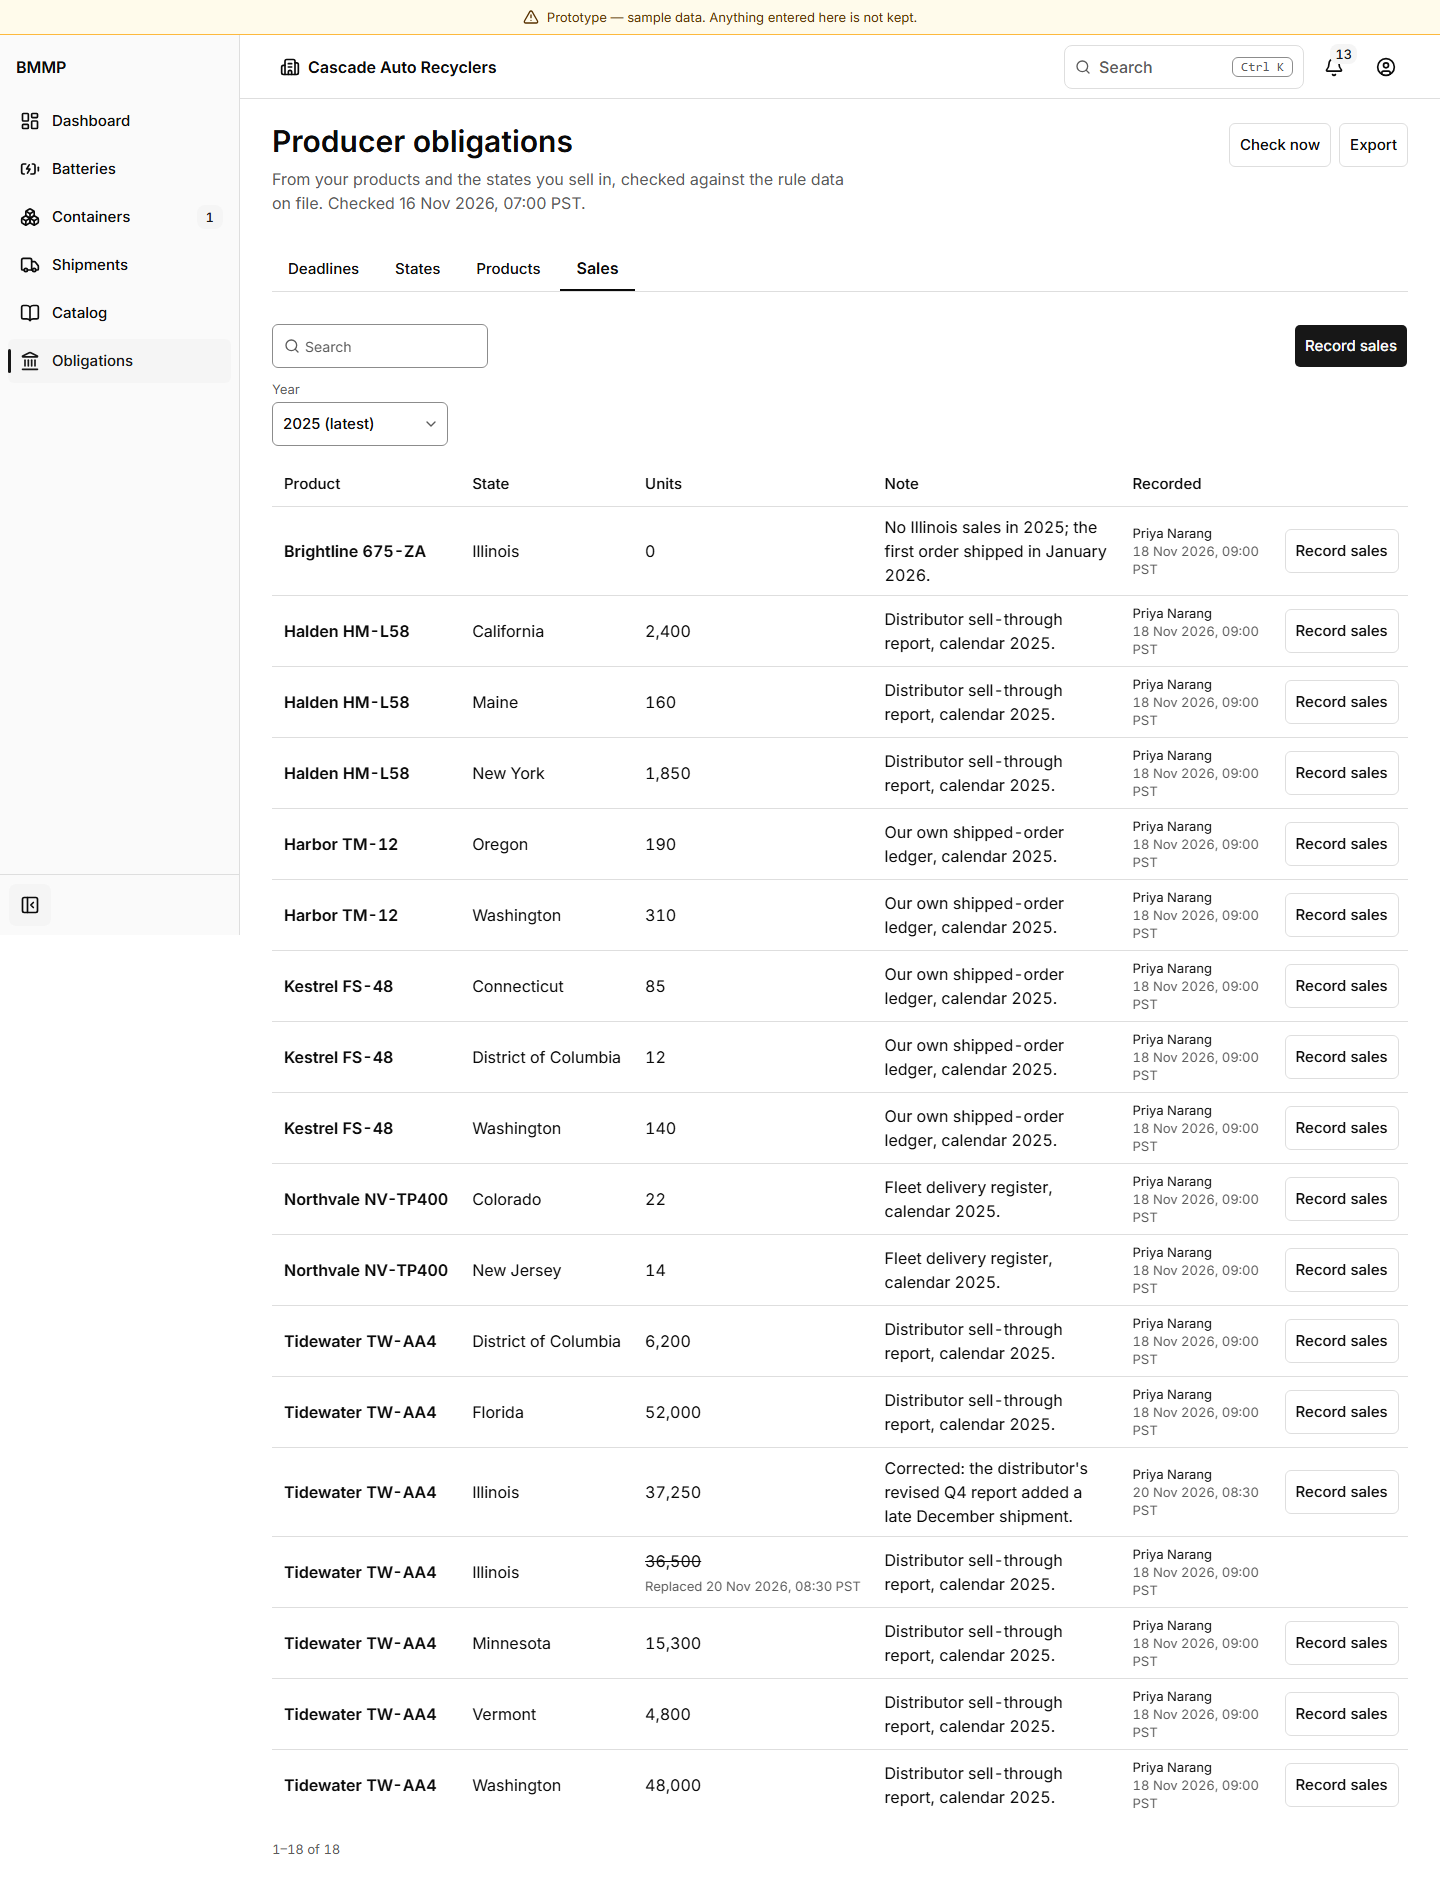 Prototype — sample data. Anything entered here is not kept.
BMMP
Cascade Auto Recyclers
Search
Ctrl K
13
Dashboard
Batteries
Containers
1
Shipments
Catalog
Obligations
Producer obligations
From your products and the states you sell in, checked against the rule data
on file. Checked 16 Nov 2026, 07:00 PST.
Check now
Export
Deadlines
States
Products
Sales
Search
Record sales
Year
2025 (latest)
Product
State
Units
Note
Recorded
Brightline 675-ZA
Illinois
0
No Illinois sales in 2025; the
first order shipped in January
2026.
Priya Narang
18 Nov 2026, 09:00
PST
Record sales
Halden HM-L58
California
2,400
Distributor sell-through
report, calendar 2025.
Priya Narang
18 Nov 2026, 09:00
PST
Record sales
Halden HM-L58
Maine
160
Distributor sell-through
report, calendar 2025.
Priya Narang
18 Nov 2026, 09:00
PST
Record sales
Halden HM-L58
New York
1,850
Distributor sell-through
report, calendar 2025.
Priya Narang
18 Nov 2026, 09:00
PST
Record sales
Harbor TM-12
Oregon
190
Our own shipped-order
ledger, calendar 2025.
Priya Narang
18 Nov 2026, 09:00
PST
Record sales
Harbor TM-12
Washington
310
Our own shipped-order
ledger, calendar 2025.
Priya Narang
18 Nov 2026, 09:00
PST
Record sales
Kestrel FS-48
Connecticut
85
Our own shipped-order
ledger, calendar 2025.
Priya Narang
18 Nov 2026, 09:00
PST
Record sales
Kestrel FS-48
District of Columbia
12
Our own shipped-order
ledger, calendar 2025.
Priya Narang
18 Nov 2026, 09:00
PST
Record sales
Kestrel FS-48
Washington
140
Our own shipped-order
ledger, calendar 2025.
Priya Narang
18 Nov 2026, 09:00
PST
Record sales
Northvale NV-TP400
Colorado
22
Fleet delivery register,
calendar 2025.
Priya Narang
18 Nov 2026, 09:00
PST
Record sales
Northvale NV-TP400
New Jersey
14
Fleet delivery register,
calendar 2025.
Priya Narang
18 Nov 2026, 09:00
PST
Record sales
Tidewater TW-AA4
District of Columbia
6,200
Distributor sell-through
report, calendar 2025.
Priya Narang
18 Nov 2026, 09:00
PST
Record sales
Tidewater TW-AA4
Florida
52,000
Distributor sell-through
report, calendar 2025.
Priya Narang
18 Nov 2026, 09:00
PST
Record sales
Tidewater TW-AA4
Illinois
37,250
Corrected: the distributor's
revised Q4 report added a
late December shipment.
Priya Narang
20 Nov 2026, 08:30
PST
Record sales
Tidewater TW-AA4
Illinois
36,500
Replaced 20 Nov 2026, 08:30 PST
Distributor sell-through
report, calendar 2025.
Priya Narang
18 Nov 2026, 09:00
PST
Tidewater TW-AA4
Minnesota
15,300
Distributor sell-through
report, calendar 2025.
Priya Narang
18 Nov 2026, 09:00
PST
Record sales
Tidewater TW-AA4
Vermont
4,800
Distributor sell-through
report, calendar 2025.
Priya Narang
18 Nov 2026, 09:00
PST
Record sales
Tidewater TW-AA4
Washington
48,000
Distributor sell-through
report, calendar 2025.
Priya Narang
18 Nov 2026, 09:00
PST
Record sales
1–18 of 18